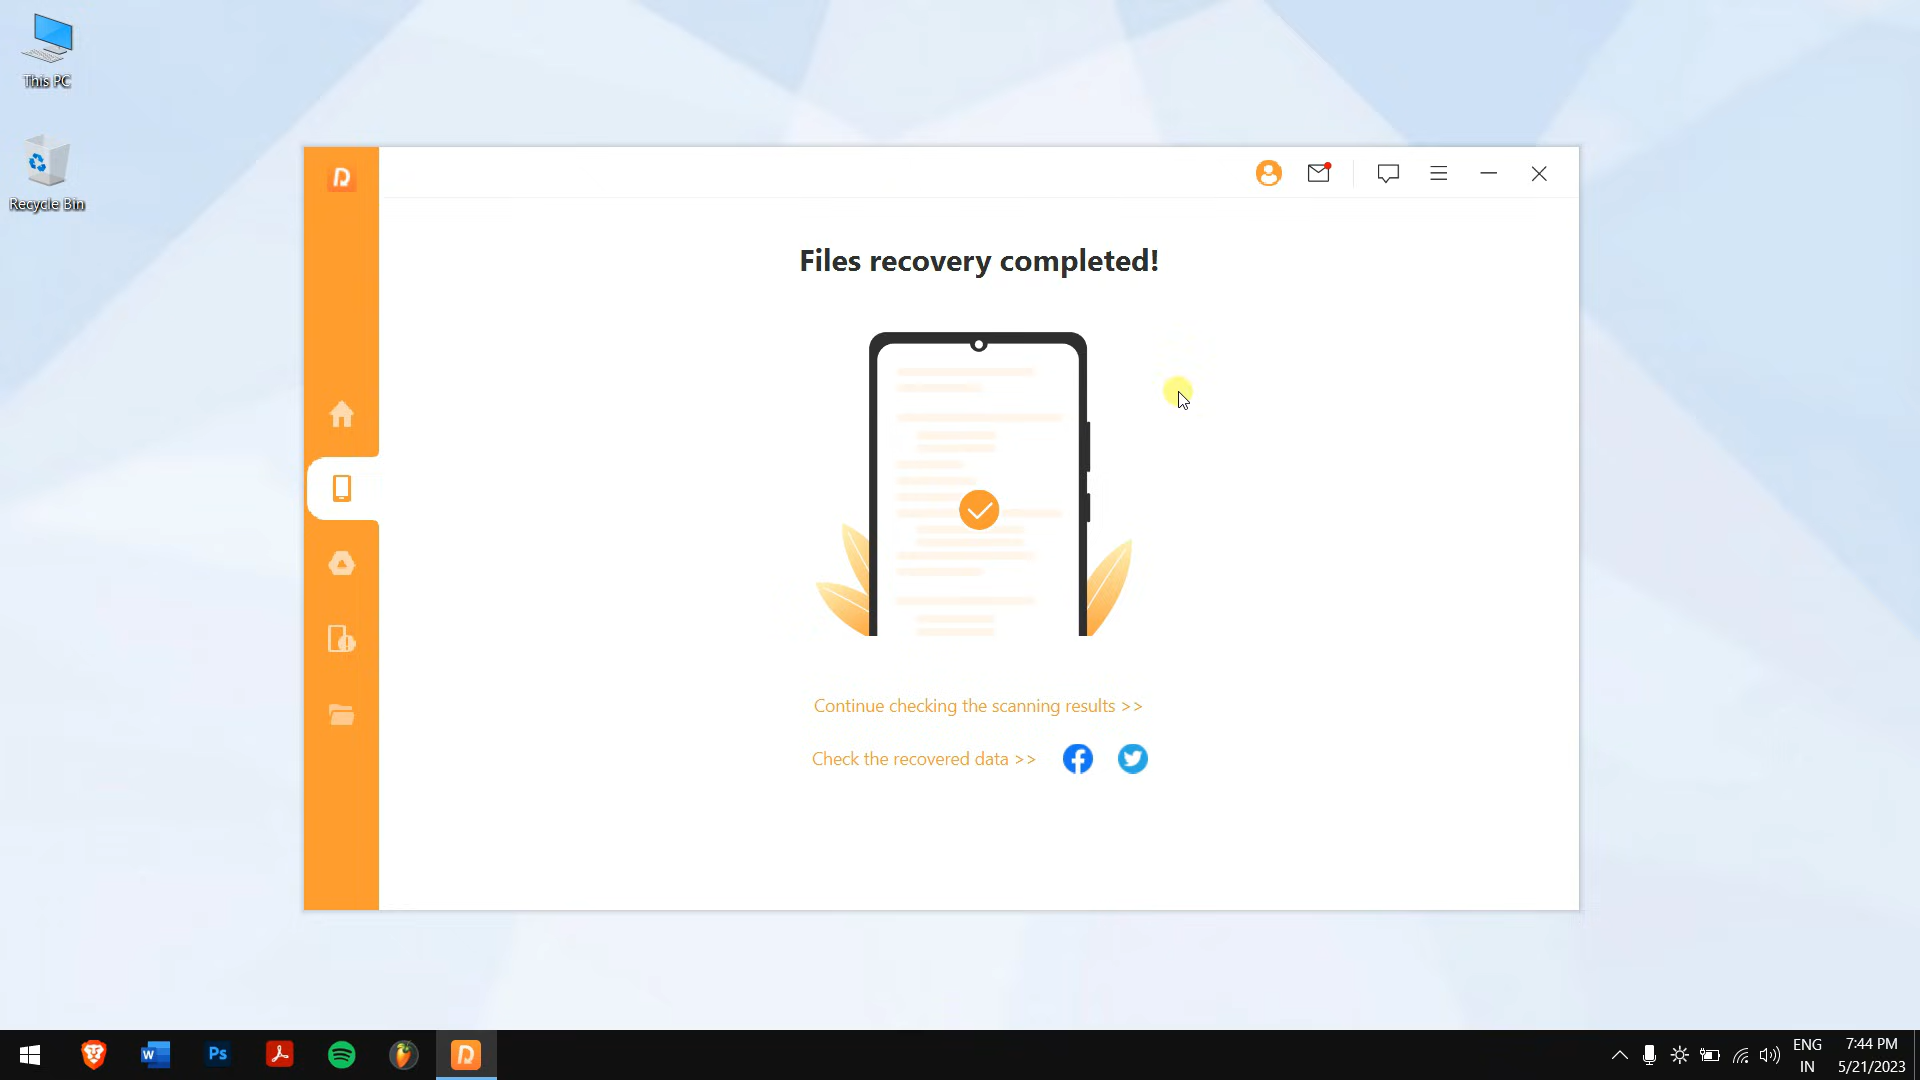 This PC
Recycle Bin
Files recovery completed!
Continue checking the scanning results >>
Check the recovered data >>
W
Ps
ENG
IN
7:44 PM
5/21/2023